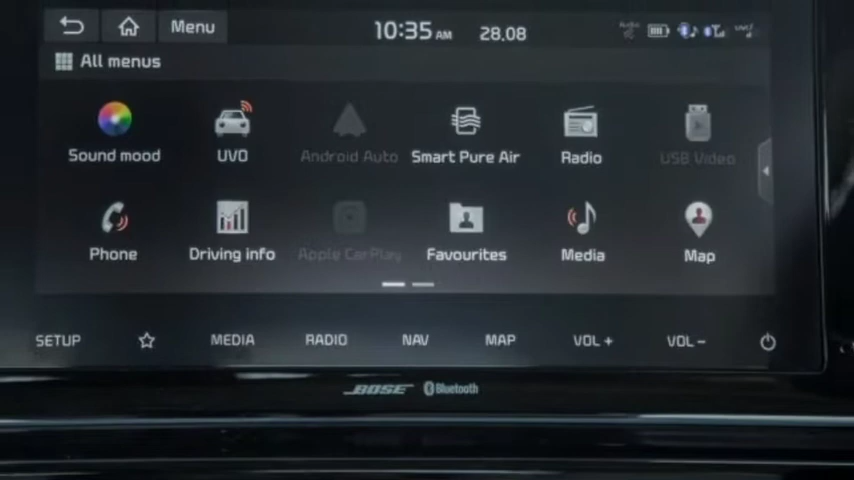 Menu 10:35 AM 28.08
All menus
Sound mood UVO Android Auto Smart Pure Air Radio USB Video
Phone Driving info Apple CarPlay Favourites Media Map
SETUP MEDIA RADIO NAV MAP VOL + VOL –
BOSE Bluetooth